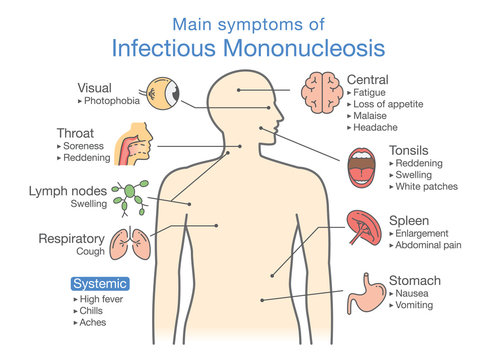 Main symptoms of
Infectious Mononucleosis
Visual
▸ Photophobia
Throat
▸ Soreness
▸ Reddening
Lymph nodes
Swelling
Respiratory
Cough
Systemic
▸ High fever
▸ Chills
▸ Aches
Central
▸ Fatigue
▸ Loss of appetite
▸ Malaise
▸ Headache
Tonsils
▸ Reddening
▸ Swelling
▸ White patches
Spleen
▸ Enlargement
▸ Abdominal pain
Stomach
▸ Nausea
▸ Vomiting